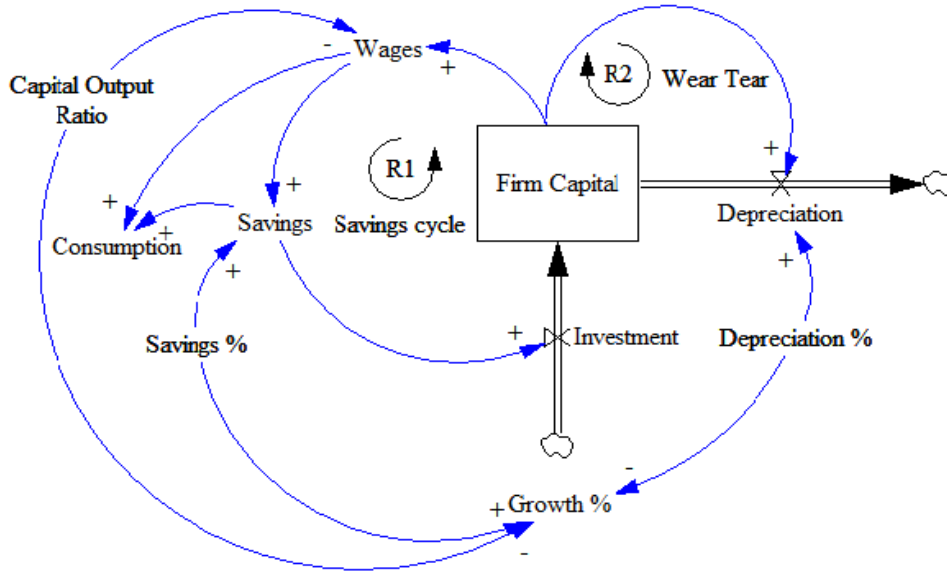 -
Wages
+
R2
Wear Tear
Capital Output
Ratio
+
R1
+
Firm Capital
+
Savings
Savings cycle
Depreciation
+
+
Consumption
+
+
Savings %
+
Investment
Depreciation %
-
+
Growth %
-